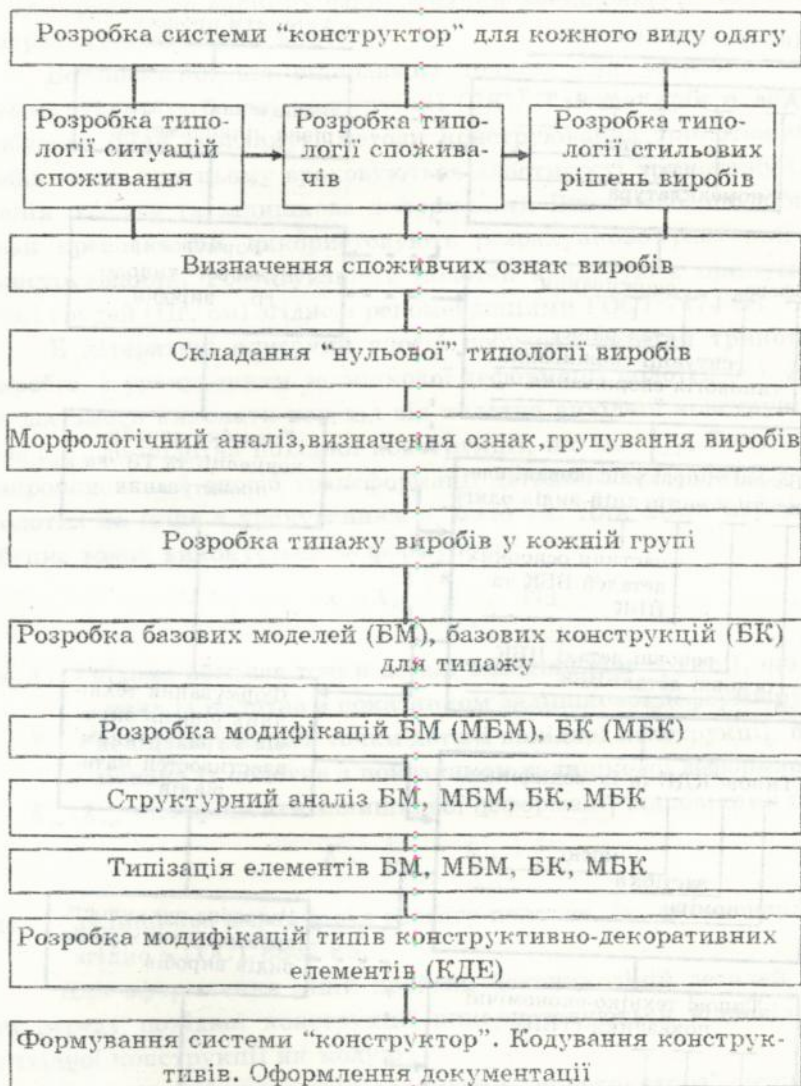 Розробка системи “конструктор” для кожного виду одягу
Розробка типо-
логії ситуацій
споживання
Розробка типо-
логії спожива-
чів
Розробка типо-
логії стильових
рішень виробів
Визначення споживчих ознак виробів
Складання “нульової” типології виробів
Морфологічний аналіз,визначення ознак,групування виробів
Розробка типажу виробів у кожній групі
Розробка базових моделей (БМ), базових конструкцій (БК)
для типажу
Розробка модифікацій БМ (МБМ), БК (МБК)
Структурний аналіз БМ, МБМ, БК, МБК
Типізація елементів БМ, МБМ, БК, МБК
Розробка модифікацій типів конструктивно-декоративних
елементів (КДЕ)
Формування системи “конструктор”. Кодування конструк-
тивів. Оформлення документації